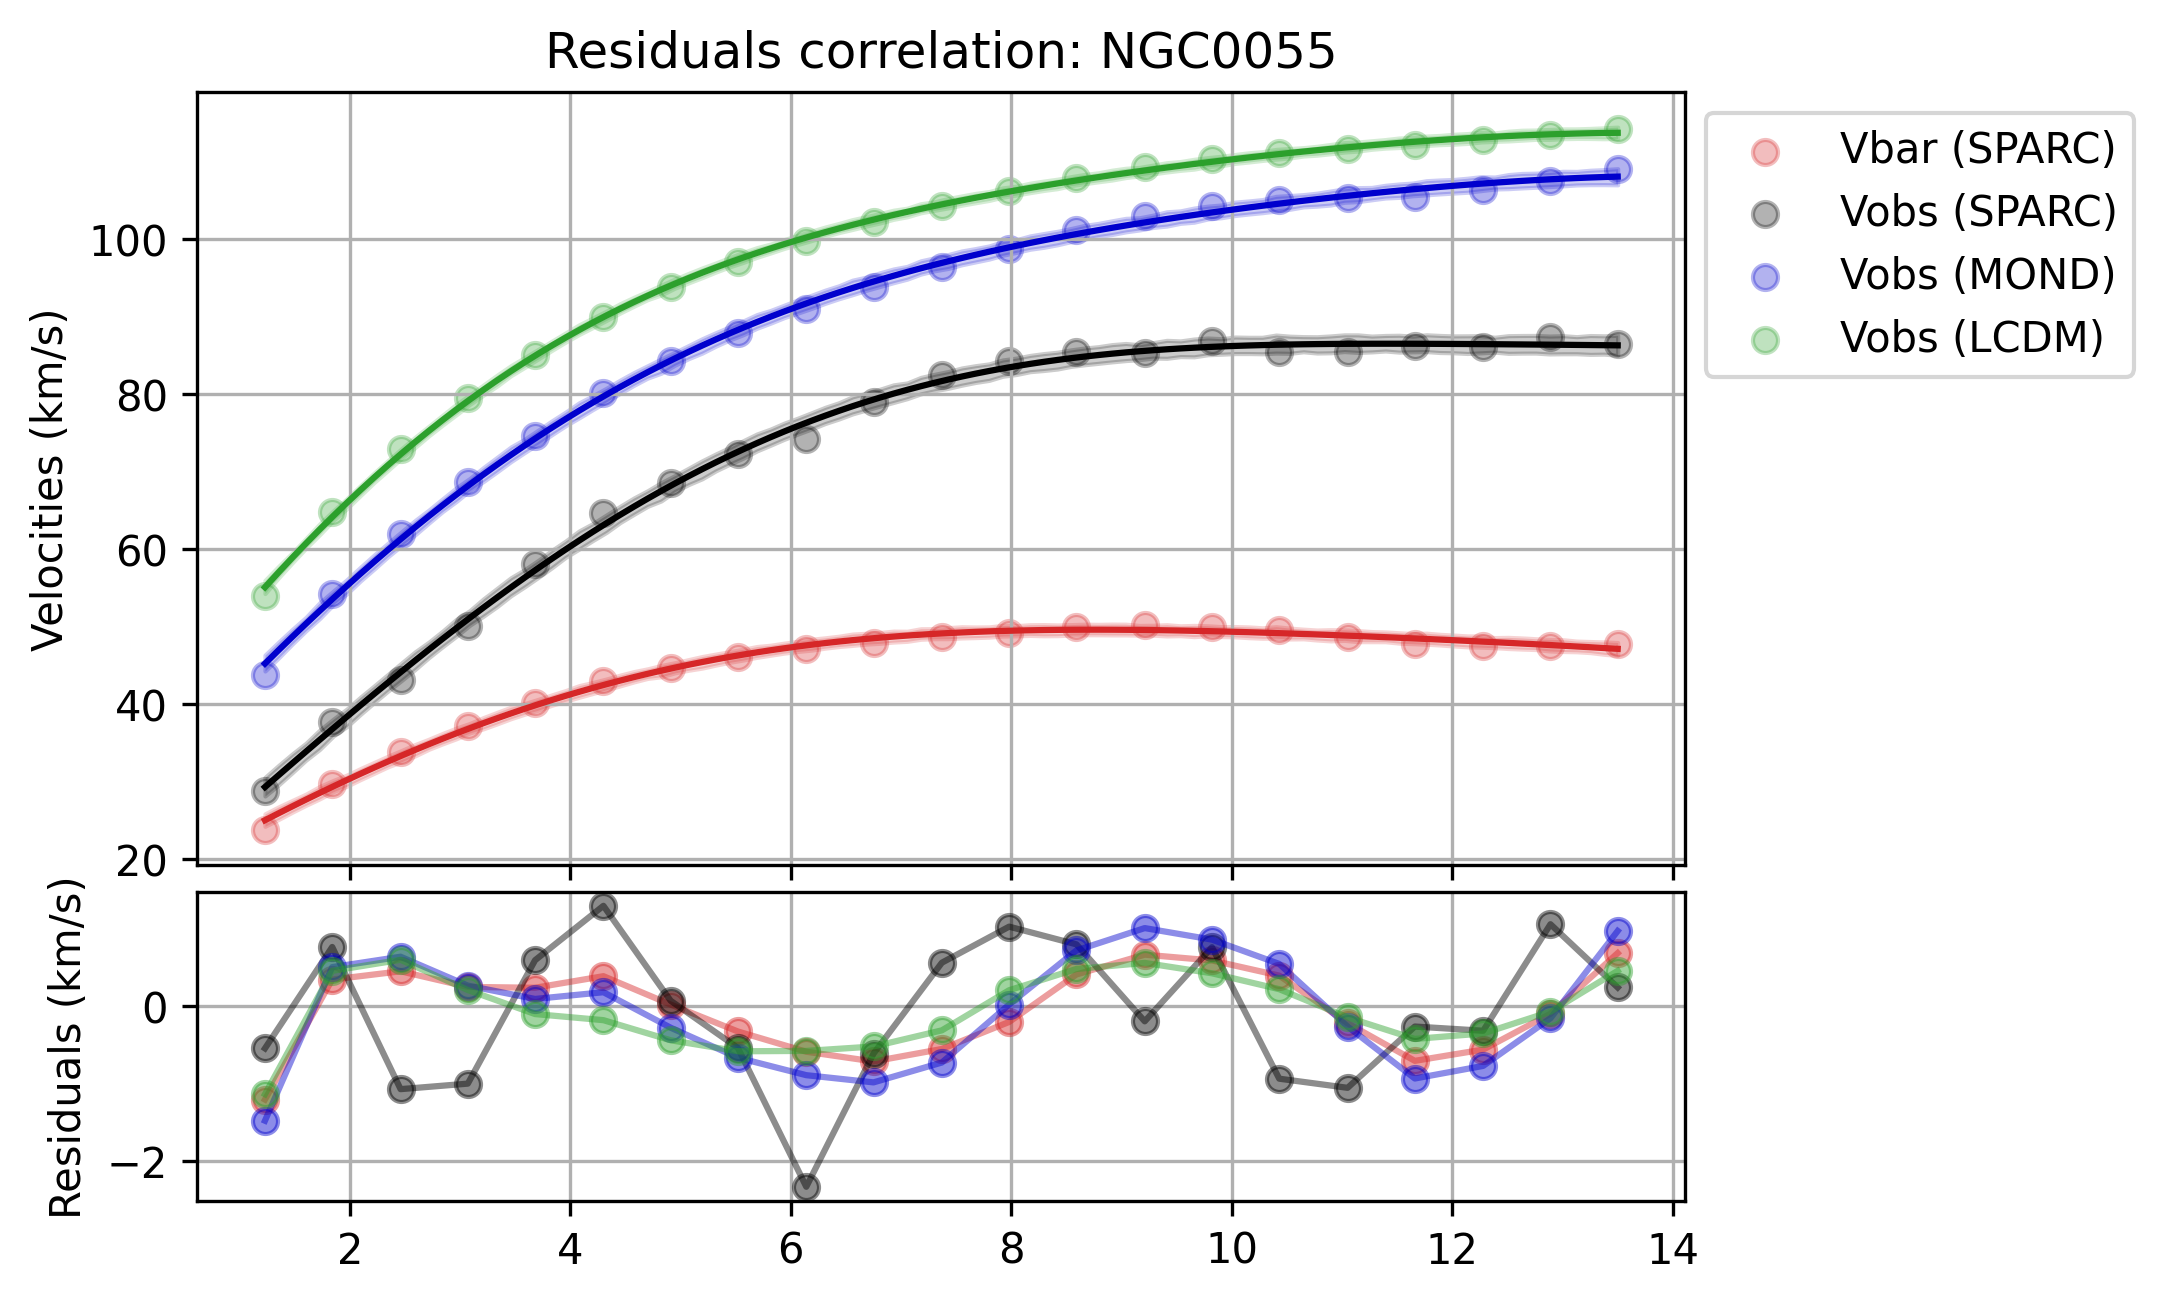 Residuals correlation: NGC0055
Velocities (km/s)
100
80
60
40
20
Vbar (SPARC)
Vobs (SPARC)
Vobs (MOND)
Vobs (LCDM)
Residuals (km/s)
0
−2
2 4 6 8 10 12 14